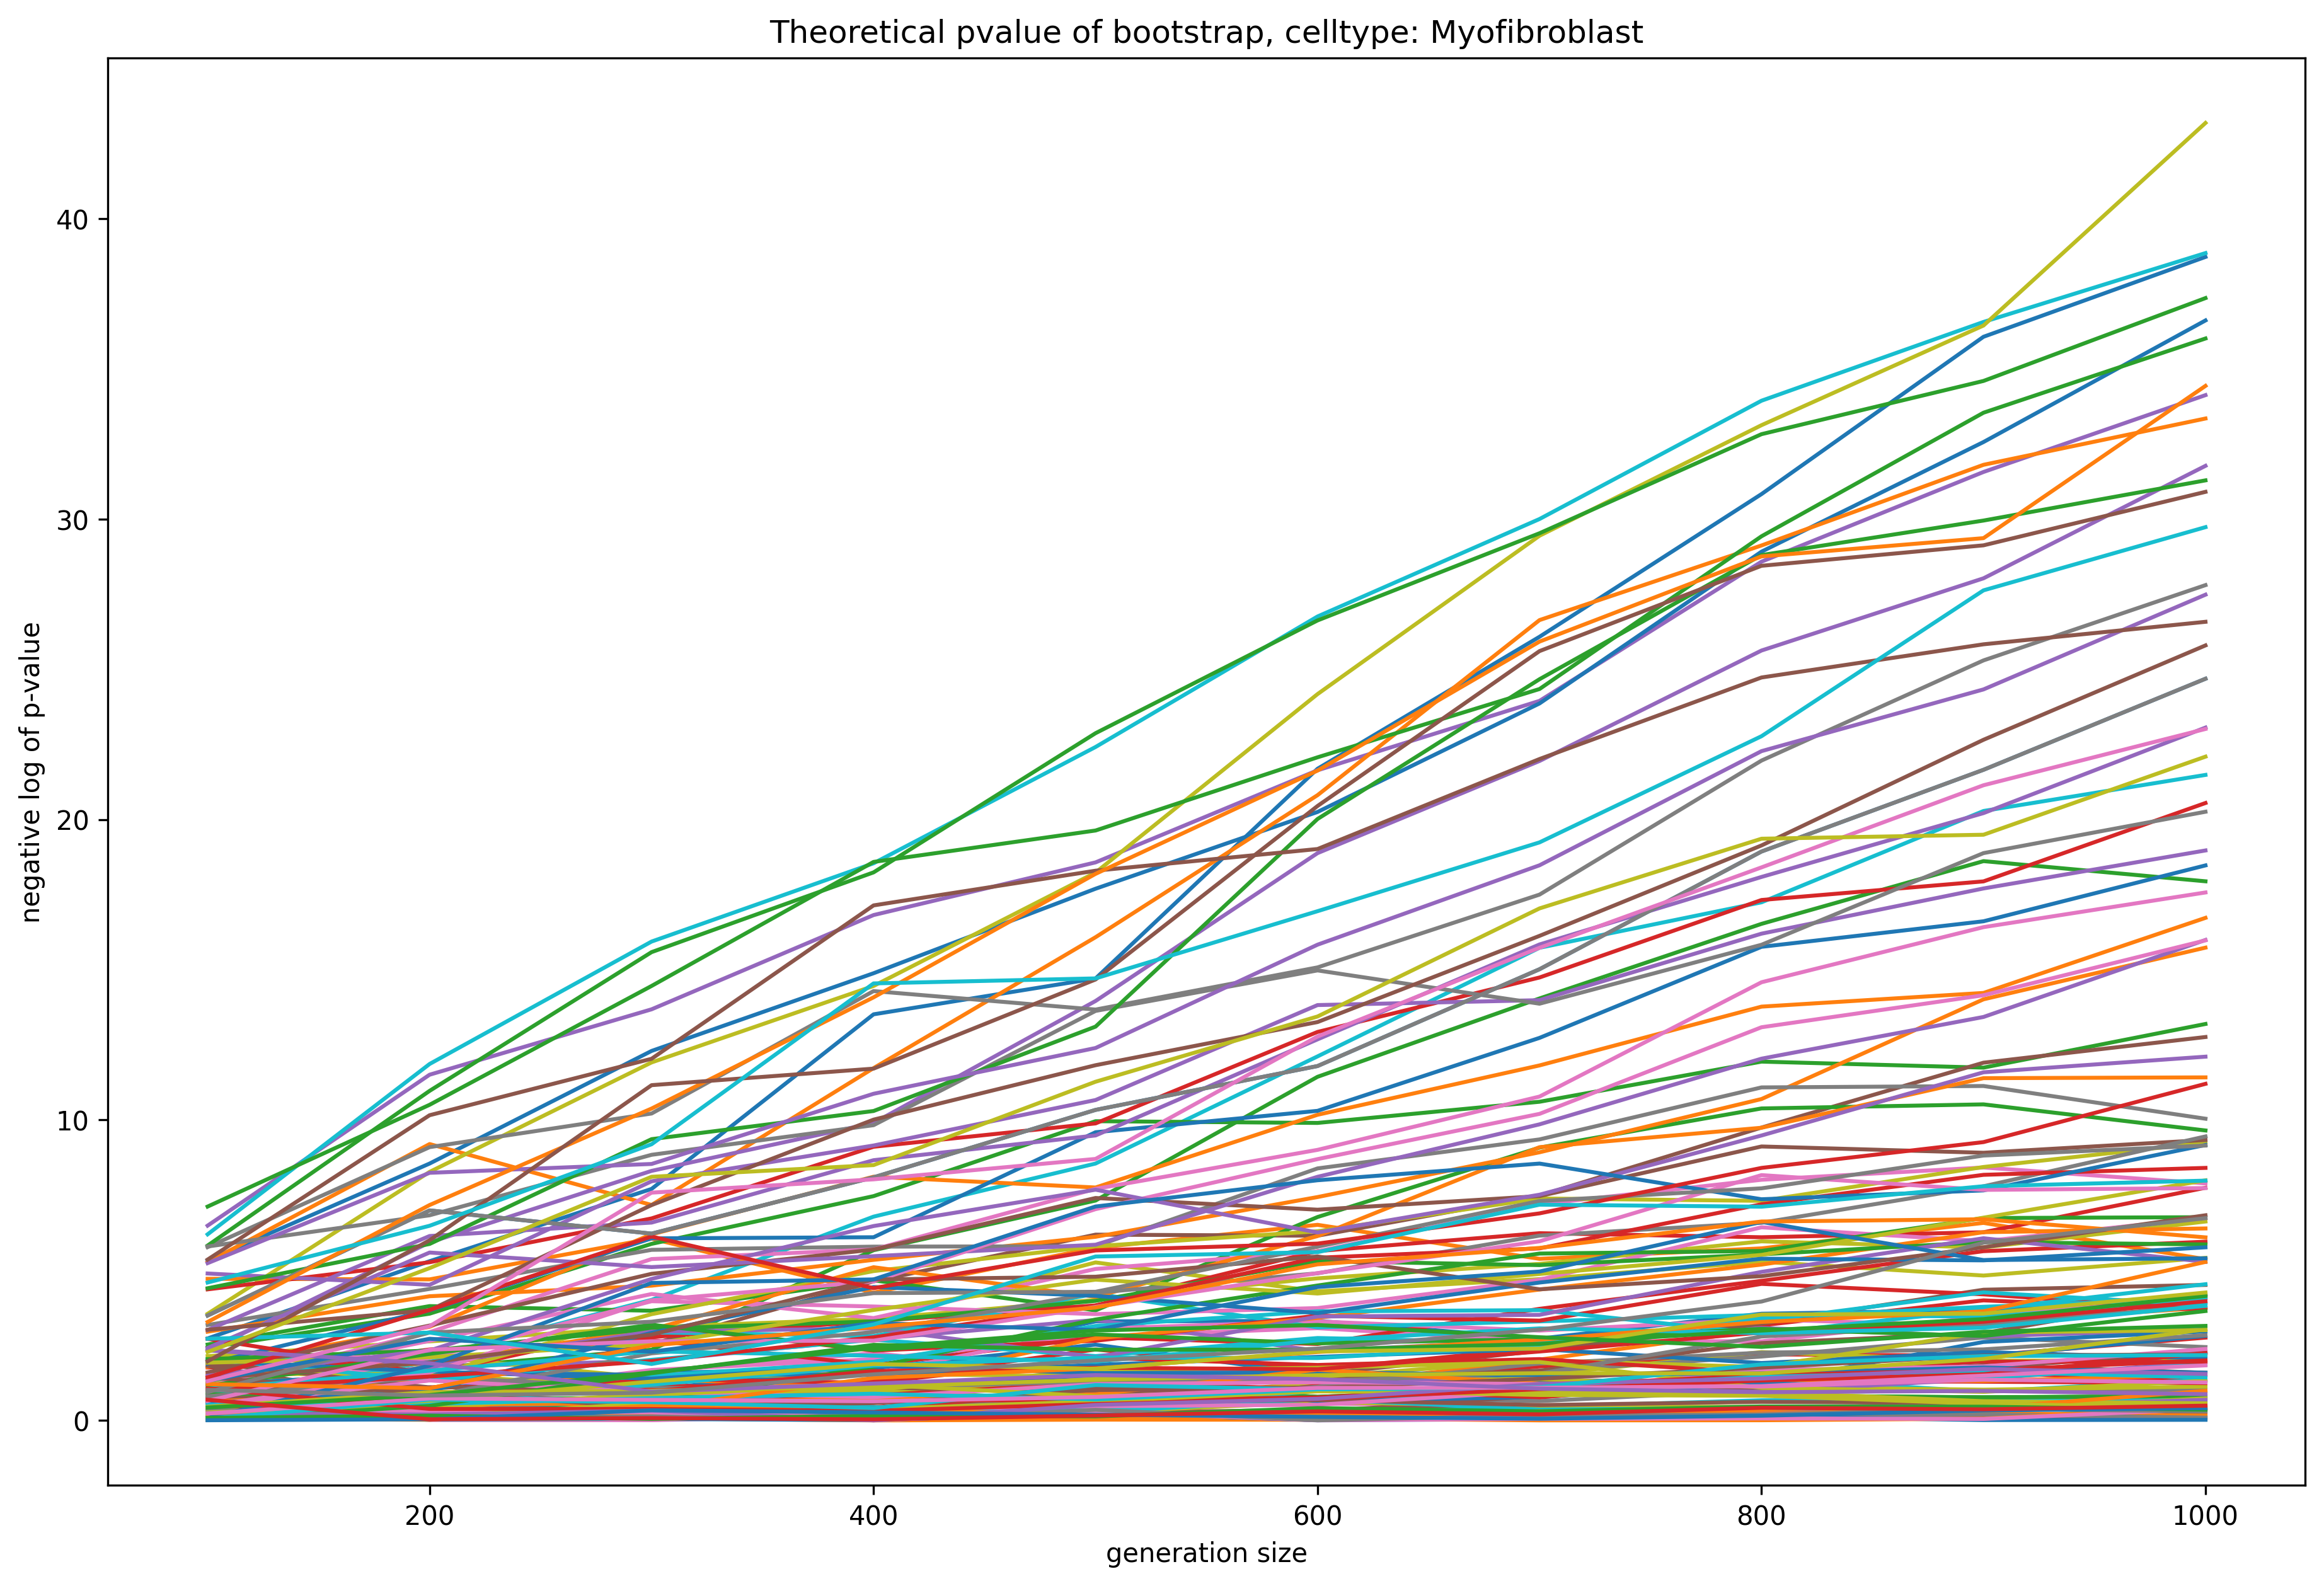 Theoretical pvalue of bootstrap, celltype: Myofibroblast
negative log of p-value
40
30
20
10
0
200 400 600 800 1000
generation size